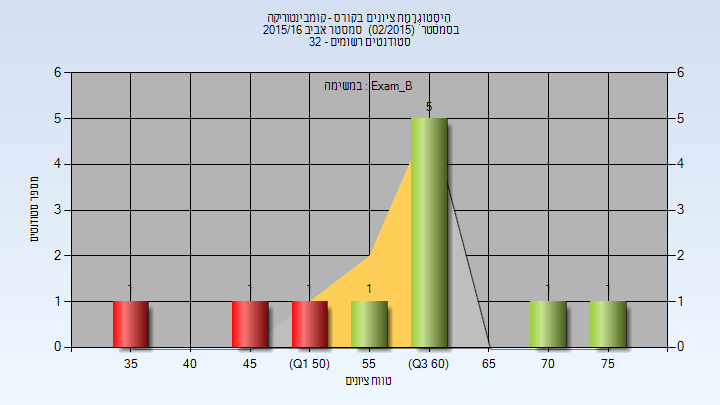 היסטוגרמת ציונים בקורס - קומבינטוריקה
בסמסטר (02/2015) סמסטר אביב 2015/16
סטודנטים רשומים - 32
במשימה : Exam_B
מספר סטודנטים
6 6
5 5
4 4
3 3
2 2
1 1
0 0
1 1 1 1 5 1 1
35 40 45 (Q1 50) 55 (Q3 60) 65 70 75
טווח ציונים